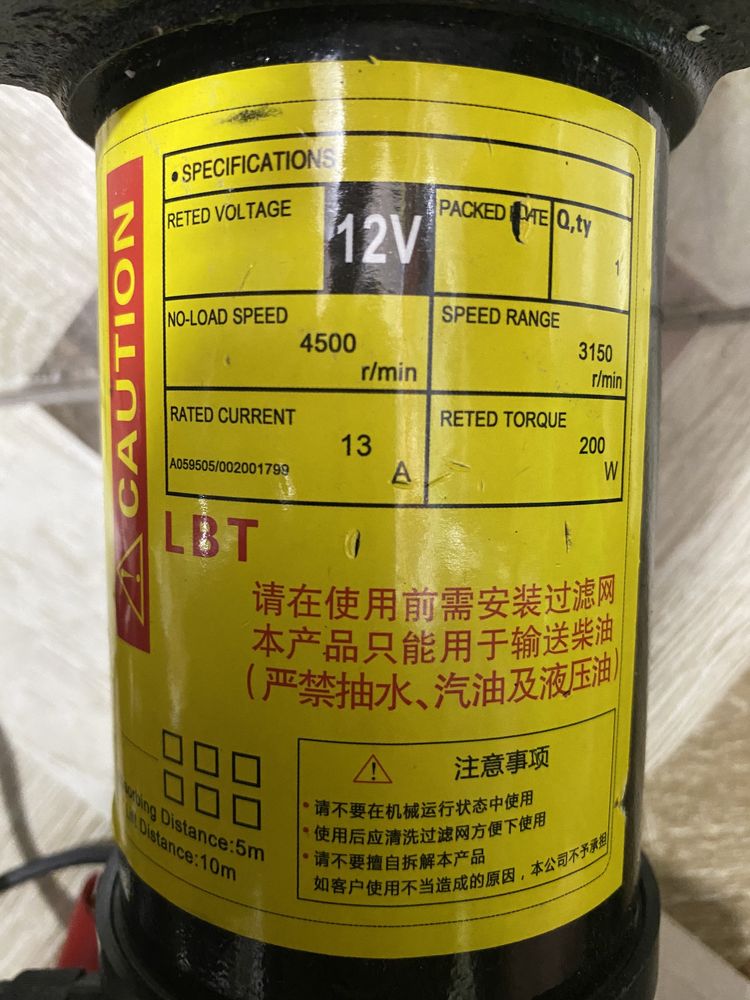 CAUTION
• SPECIFICATIONS
RETED VOLTAGE
12V
PACKED DATE
Q,ty
1
NO-LOAD SPEED
4500
r/min
SPEED RANGE
3150
r/min
RATED CURRENT
13
A
A059505/002001799
RETED TORQUE
200
W
LBT
请在使用前需安装过滤网
本产品只能用于输送柴油
(严禁抽水、汽油及液压油)
Distance:5m
Distance:10m
注意事项
• 请不要在机械运行状态中使用
• 使用后应清洗过滤网方便下使用
• 请不要擅自拆解本产品
如客户使用不当造成的原因，本公司不予承担